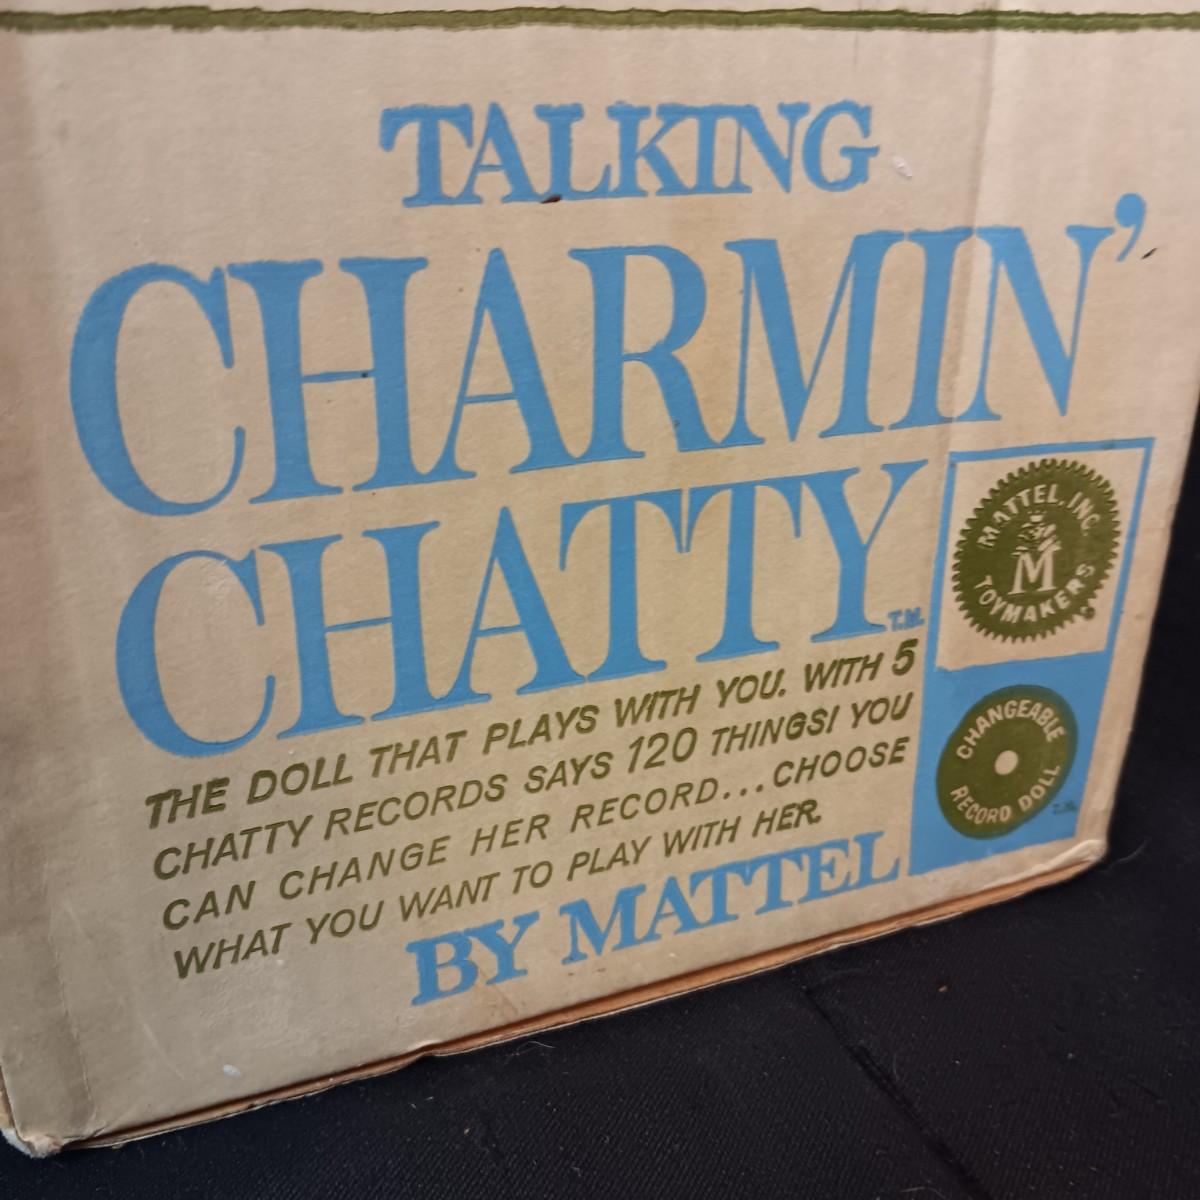 TALKING
CHARMIN'
CHATTY T.M.
THE DOLL THAT PLAYS WITH YOU. WITH 5
CHATTY RECORDS SAYS 120 THINGS! YOU
CAN CHANGE HER RECORD...CHOOSE
WHAT YOU WANT TO PLAY WITH HER.
BY MATTEL
MATTEL, INC.
M
TOYMAKERS
CHANGEABLE
RECORD DOLL
T.M.